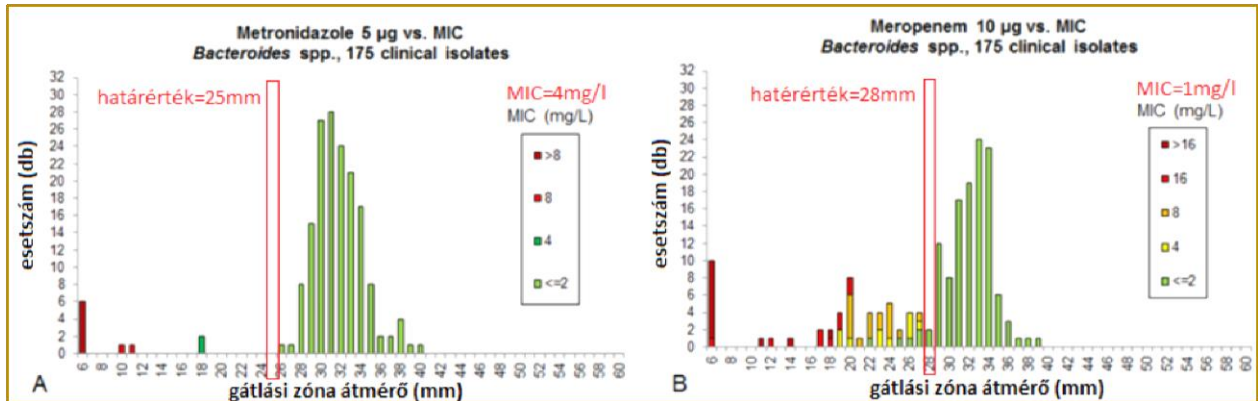 Metronidazole 5 µg vs. MIC
Bacteroides spp., 175 clinical isolates
32
30
28
26
24
22
20
18
16
14
12
10
8
6
4
2
0
esetszám (db)
határérték=25mm
MIC=4mg/l
MIC (mg/L)
>8
8
4
<=2
6 8 10 12 14 16 18 20 22 24 26 28 30 32 34 36 38 40 42 44 46 48 50 52 54 56 58 60
A
gátlási zóna átmérő (mm)
Meropenem 10 µg vs. MIC
Bacteroides spp., 175 clinical isolates
32
30
28
26
24
22
20
18
16
14
12
10
8
6
4
2
0
esetszám (db)
hatérérték=28mm
MIC=1mg/l
MIC (mg/L)
>16
16
8
4
<=2
6 8 10 12 14 16 18 20 22 24 26 28 30 32 34 36 38 40 42 44 46 48 50 52 54 56 58 60
B
gátlási zóna átmérő (mm)